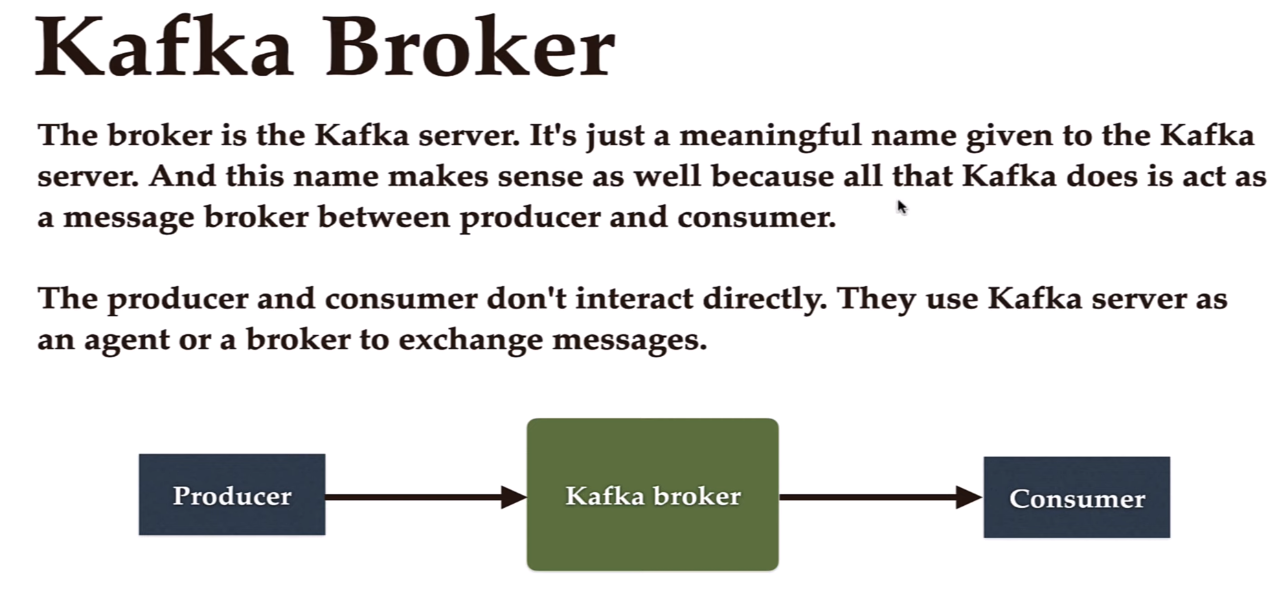 Kafka Broker
The broker is the Kafka server. It's just a meaningful name given to the Kafka
server. And this name makes sense as well because all that Kafka does is act as
a message broker between producer and consumer.
The producer and consumer don't interact directly. They use Kafka server as
an agent or a broker to exchange messages.
Producer
Kafka broker
Consumer